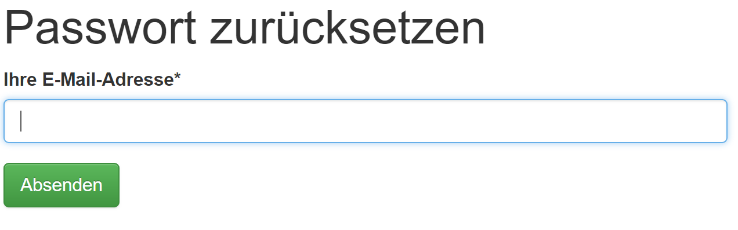 Passwort zurücksetzen
Ihre E-Mail-Adresse*
Absenden